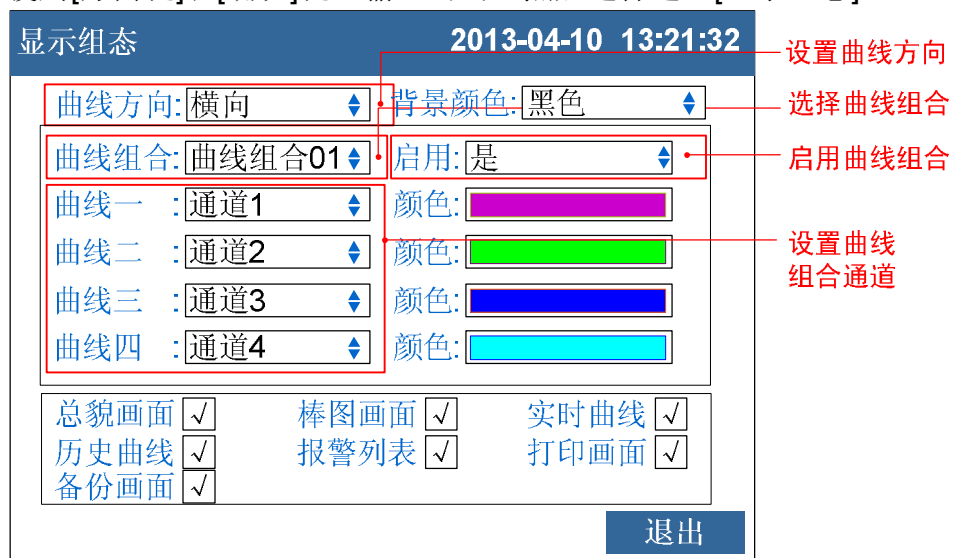 显示组态 2013-04-10 13:21:32
设置曲线方向
曲线方向:横向 背景颜色:黑色
选择曲线组合
曲线组合:曲线组合01 启用:是
启用曲线组合
曲线一 :通道1 颜色:
曲线二 :通道2 颜色:
设置曲线
组合通道
曲线三 :通道3 颜色:
曲线四 :通道4 颜色:
总貌画面 √ 棒图画面 √ 实时曲线 √
历史曲线 √ 报警列表 √ 打印画面 √
备份画面 √
退出